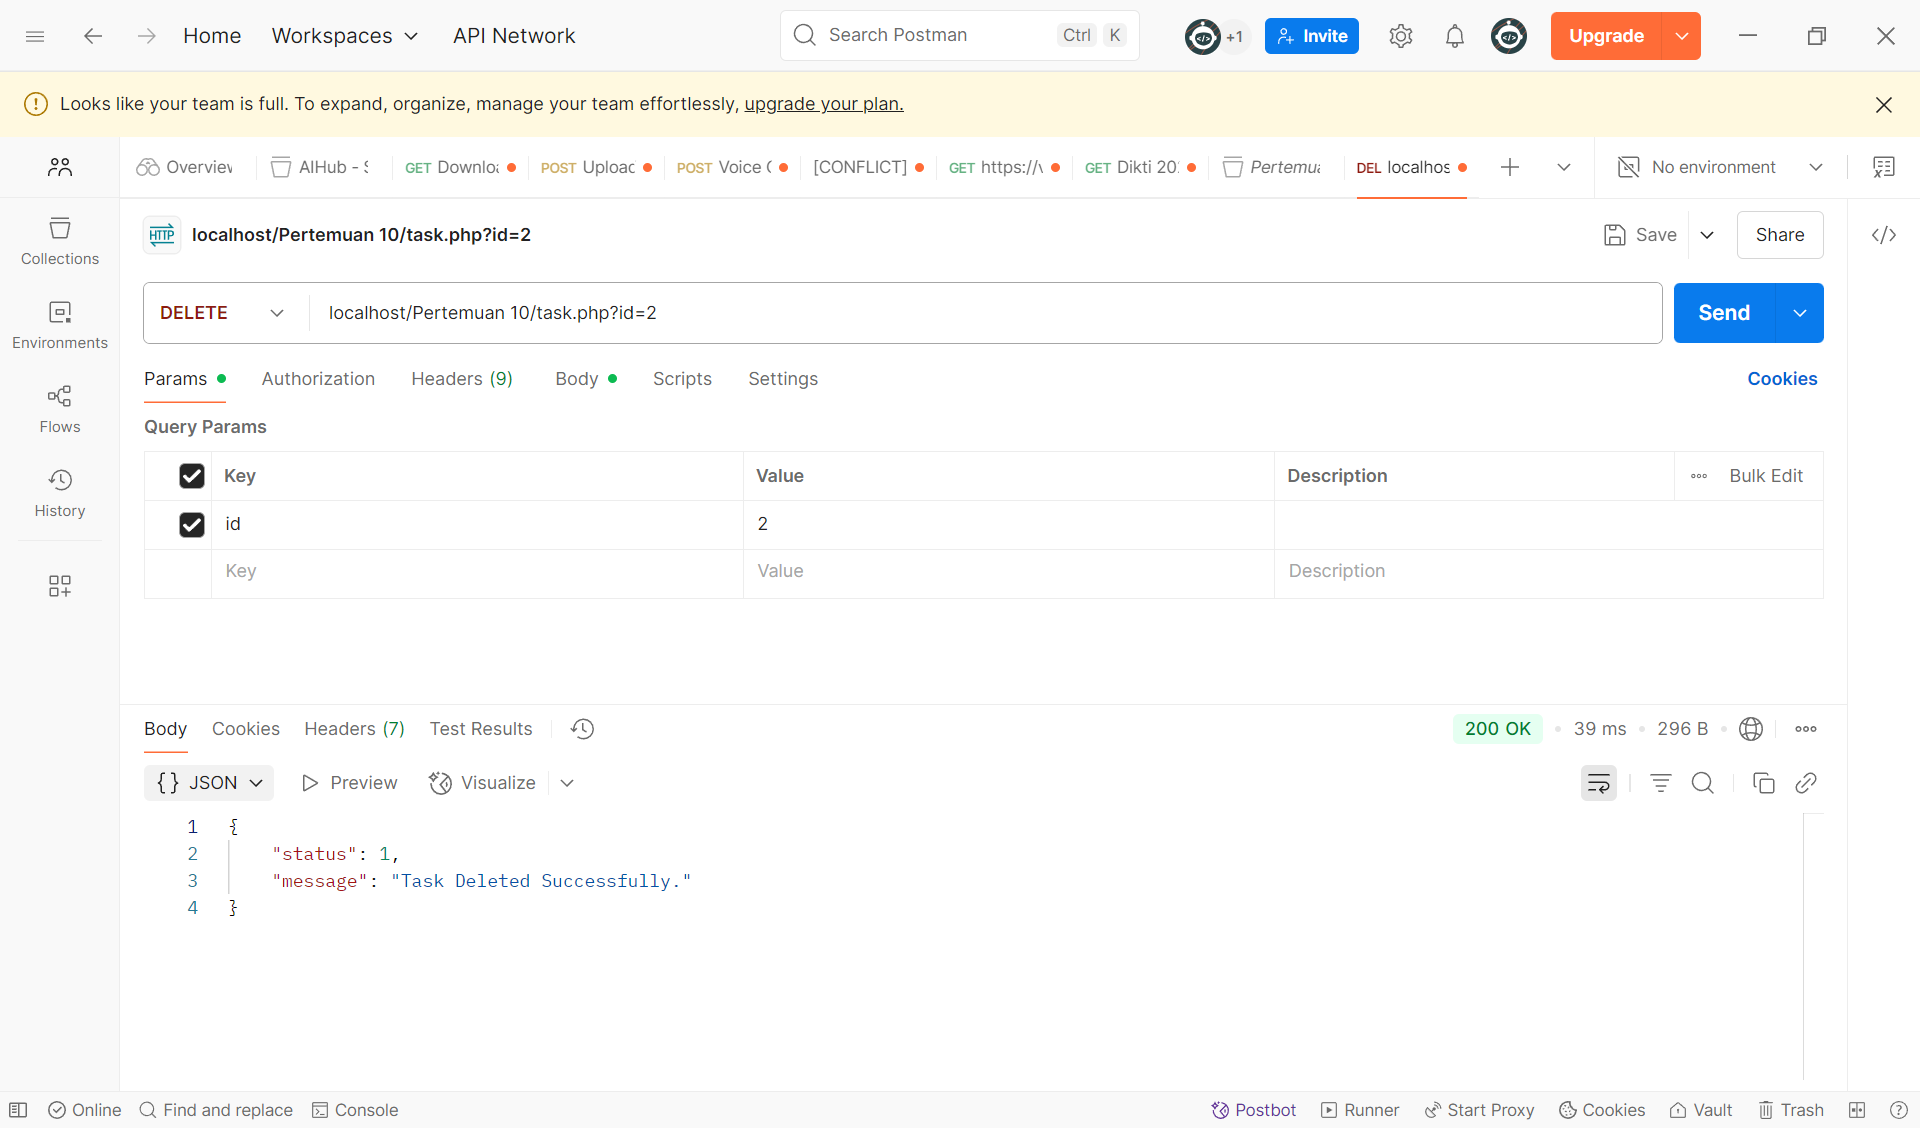 Home Workspaces API Network Search Postman Ctrl K +1 Invite Upgrade
Looks like your team is full. To expand, organize, manage your team effortlessly, upgrade your plan.
Overview AIHub - S GET Downloa POST Upload POST Voice C [CONFLICT] GET https://v GET Dikti 202 Pertemua DEL localhos No environment
HTTP localhost/Pertemuan 10/task.php?id=2 Save Share
Collections
Environments
Flows
History
DELETE localhost/Pertemuan 10/task.php?id=2 Send
Params Authorization Headers (9) Body Scripts Settings Cookies
Query Params
Key Value Description Bulk Edit
id 2
Key Value Description
Body Cookies Headers (7) Test Results 200 OK 39 ms 296 B
{} JSON Preview Visualize
1 {
2 "status": 1,
3 "message": "Task Deleted Successfully."
4 }
Online Find and replace Console Postbot Runner Start Proxy Cookies Vault Trash